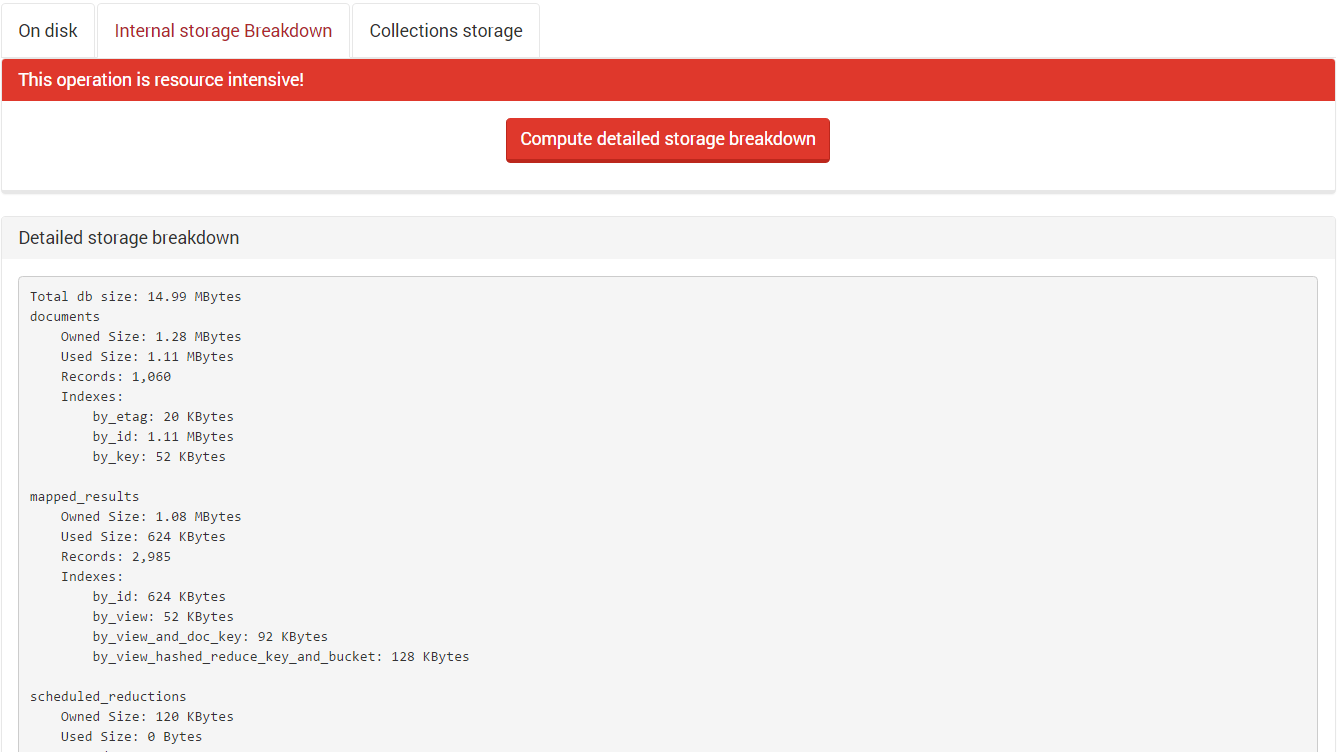 On disk
Internal storage Breakdown
Collections storage
This operation is resource intensive!
Compute detailed storage breakdown
Detailed storage breakdown
Total db size: 14.99 MBytes
documents
Owned Size: 1.28 MBytes
Used Size: 1.11 MBytes
Records: 1,060
Indexes:
by_etag: 20 KBytes
by_id: 1.11 MBytes
by_key: 52 KBytes
mapped_results
Owned Size: 1.08 MBytes
Used Size: 624 KBytes
Records: 2,985
Indexes:
by_id: 624 KBytes
by_view: 52 KBytes
by_view_and_doc_key: 92 KBytes
by_view_hashed_reduce_key_and_bucket: 128 KBytes
scheduled_reductions
Owned Size: 120 KBytes
Used Size: 0 Bytes